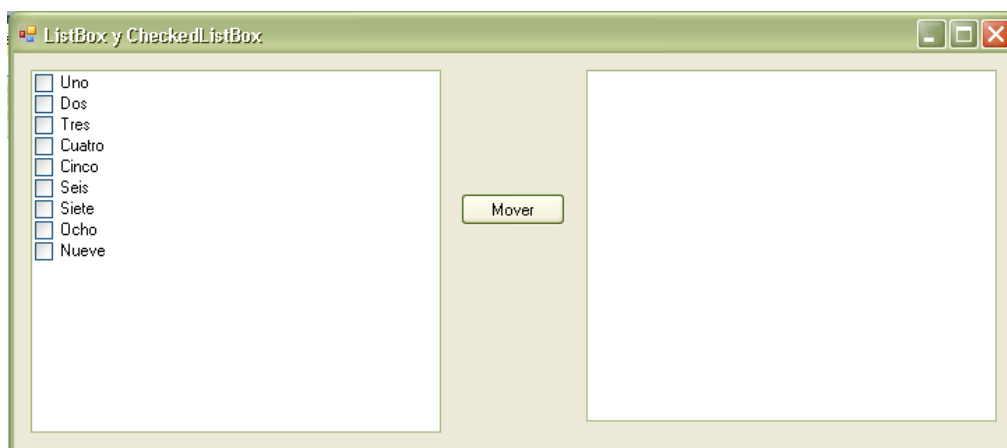 ListBox y CheckedListBox
Uno
Dos
Tres
Cuatro
Cinco
Seis
Siete
Ocho
Nueve
Mover